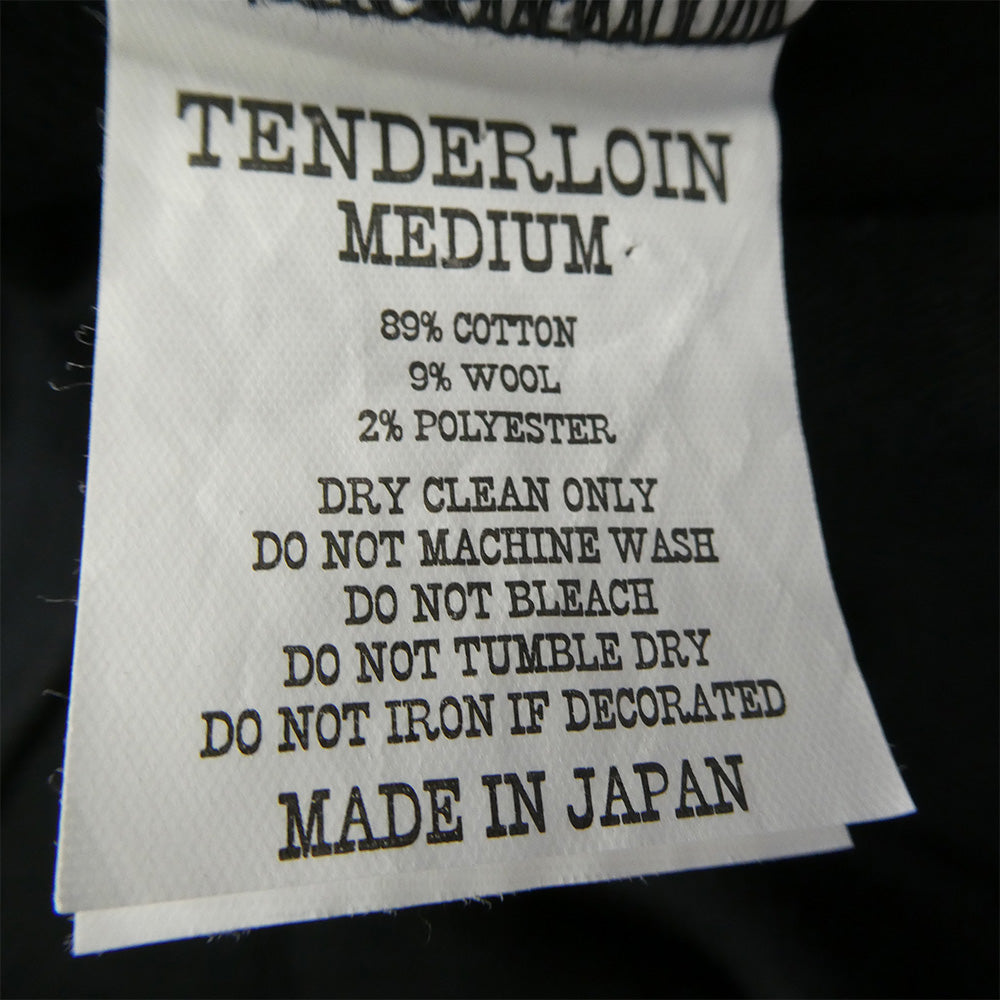 TENDERLOIN
MEDIUM
89% COTTON
9% WOOL
2% POLYESTER
DRY CLEAN ONLY
DO NOT MACHINE WASH
DO NOT BLEACH
DO NOT TUMBLE DRY
DO NOT IRON IF DECORATED
MADE IN JAPAN